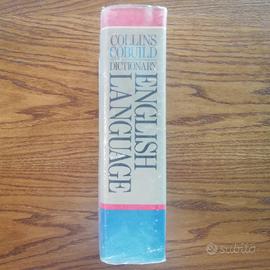 COLLINS
COBUILD
DICTIONARY
ENGLISH
LANGUAGE
subito